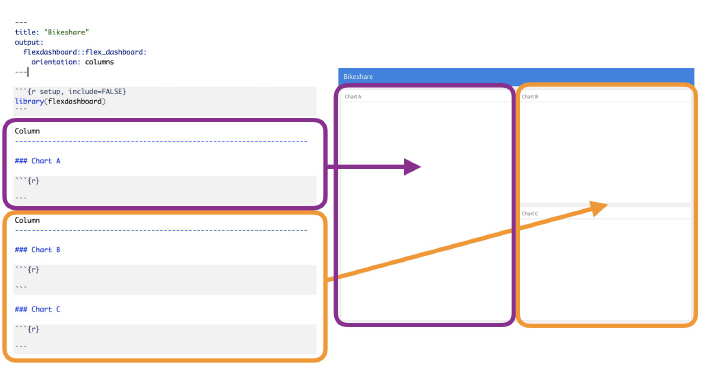 ---
title: "Bikeshare"
output:
  flexdashboard::flex_dashboard:
    orientation: columns
---
```{r setup, include=FALSE}
library(flexdashboard)
```
Column
-----------------------------------------------------------------------
### Chart A
```{r}
```
Column
-----------------------------------------------------------------------
### Chart B
```{r}
```
### Chart C
```{r}
```
Bikeshare
Chart A
Chart B
Chart C